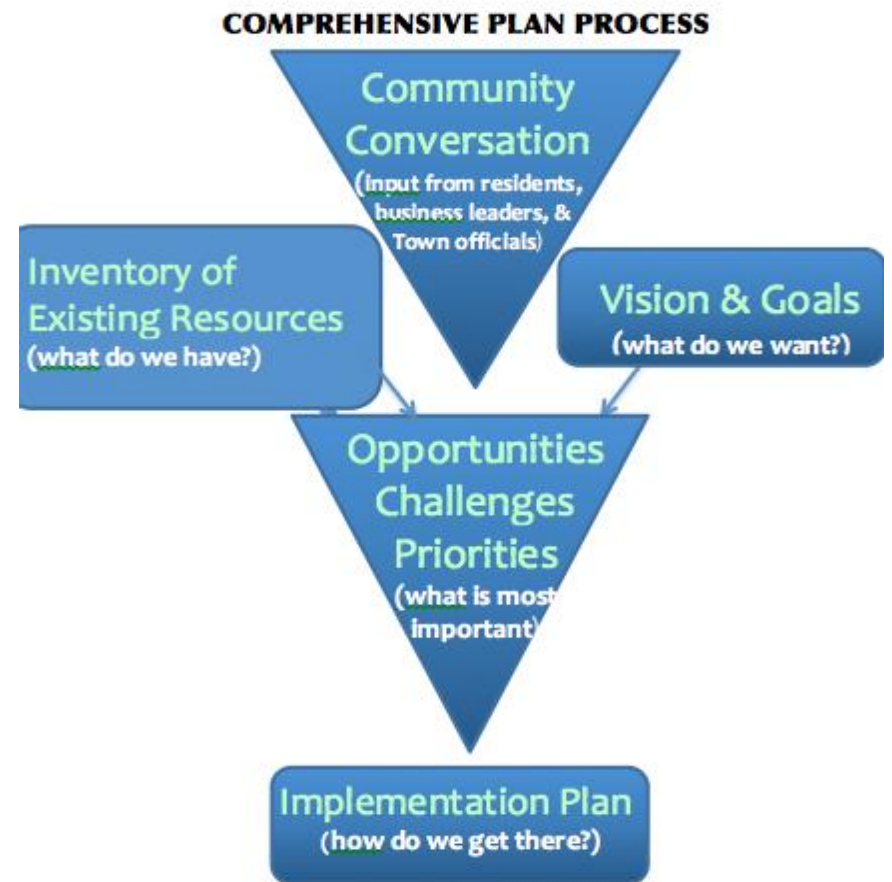 COMPREHENSIVE PLAN PROCESS
Community
Conversation
(input from residents,
business leaders, &
Town officials)
Inventory of
Existing Resources
(what do we have?)
Vision & Goals
(what do we want?)
Opportunities
Challenges
Priorities
(what is most
important)
Implementation Plan
(how do we get there?)